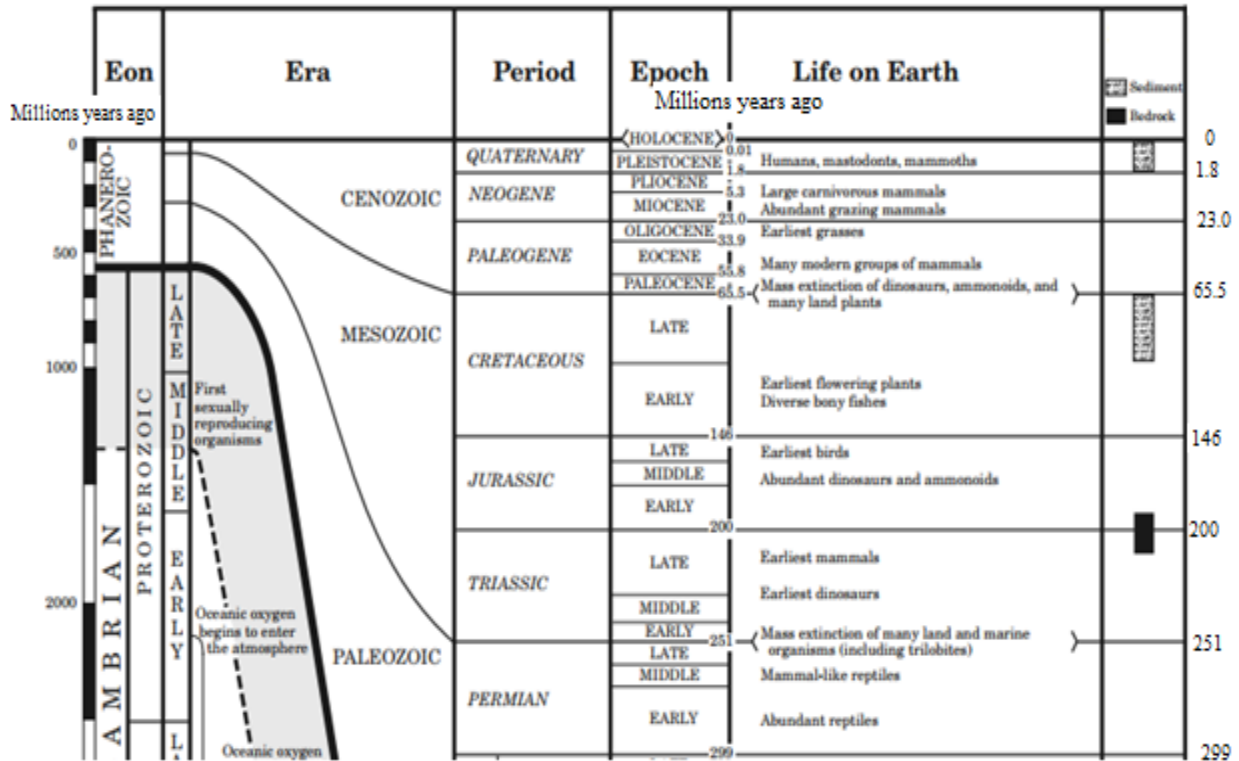 Eon
Era
Period
Epoch
Life on Earth
Millions years ago
Millions years ago
Sediment
Bedrock
0
500
1000
2000
PHANERO-
ZOIC
AMBRIAN
PROTEROZOIC
LATE
MIDDLE
EARLY
LA
First
sexually
reproducing
organisms
Oceanic oxygen
begins to enter
the atmosphere
Oceanic oxygen
CENOZOIC
MESOZOIC
PALEOZOIC
QUATERNARY
NEOGENE
PALEOGENE
CRETACEOUS
JURASSIC
TRIASSIC
PERMIAN
HOLOCENE 0
0.01
PLEISTOCENE
1.8
PLIOCENE
5.3
MIOCENE
23.0
OLIGOCENE
33.9
EOCENE
55.8
PALEOCENE
65.5
LATE
EARLY
146
LATE
MIDDLE
EARLY
200
LATE
MIDDLE
EARLY
251
LATE
MIDDLE
EARLY
299
Humans, mastodonts, mammoths
Large carnivorous mammals
Abundant grazing mammals
Earliest grasses
Many modern groups of mammals
Mass extinction of dinosaurs, ammonoids, and
many land plants
Earliest flowering plants
Diverse bony fishes
Earliest birds
Abundant dinosaurs and ammonoids
Earliest mammals
Earliest dinosaurs
Mass extinction of many land and marine
organisms (including trilobites)
Mammal-like reptiles
Abundant reptiles
0
1.8
23.0
65.5
146
200
251
299